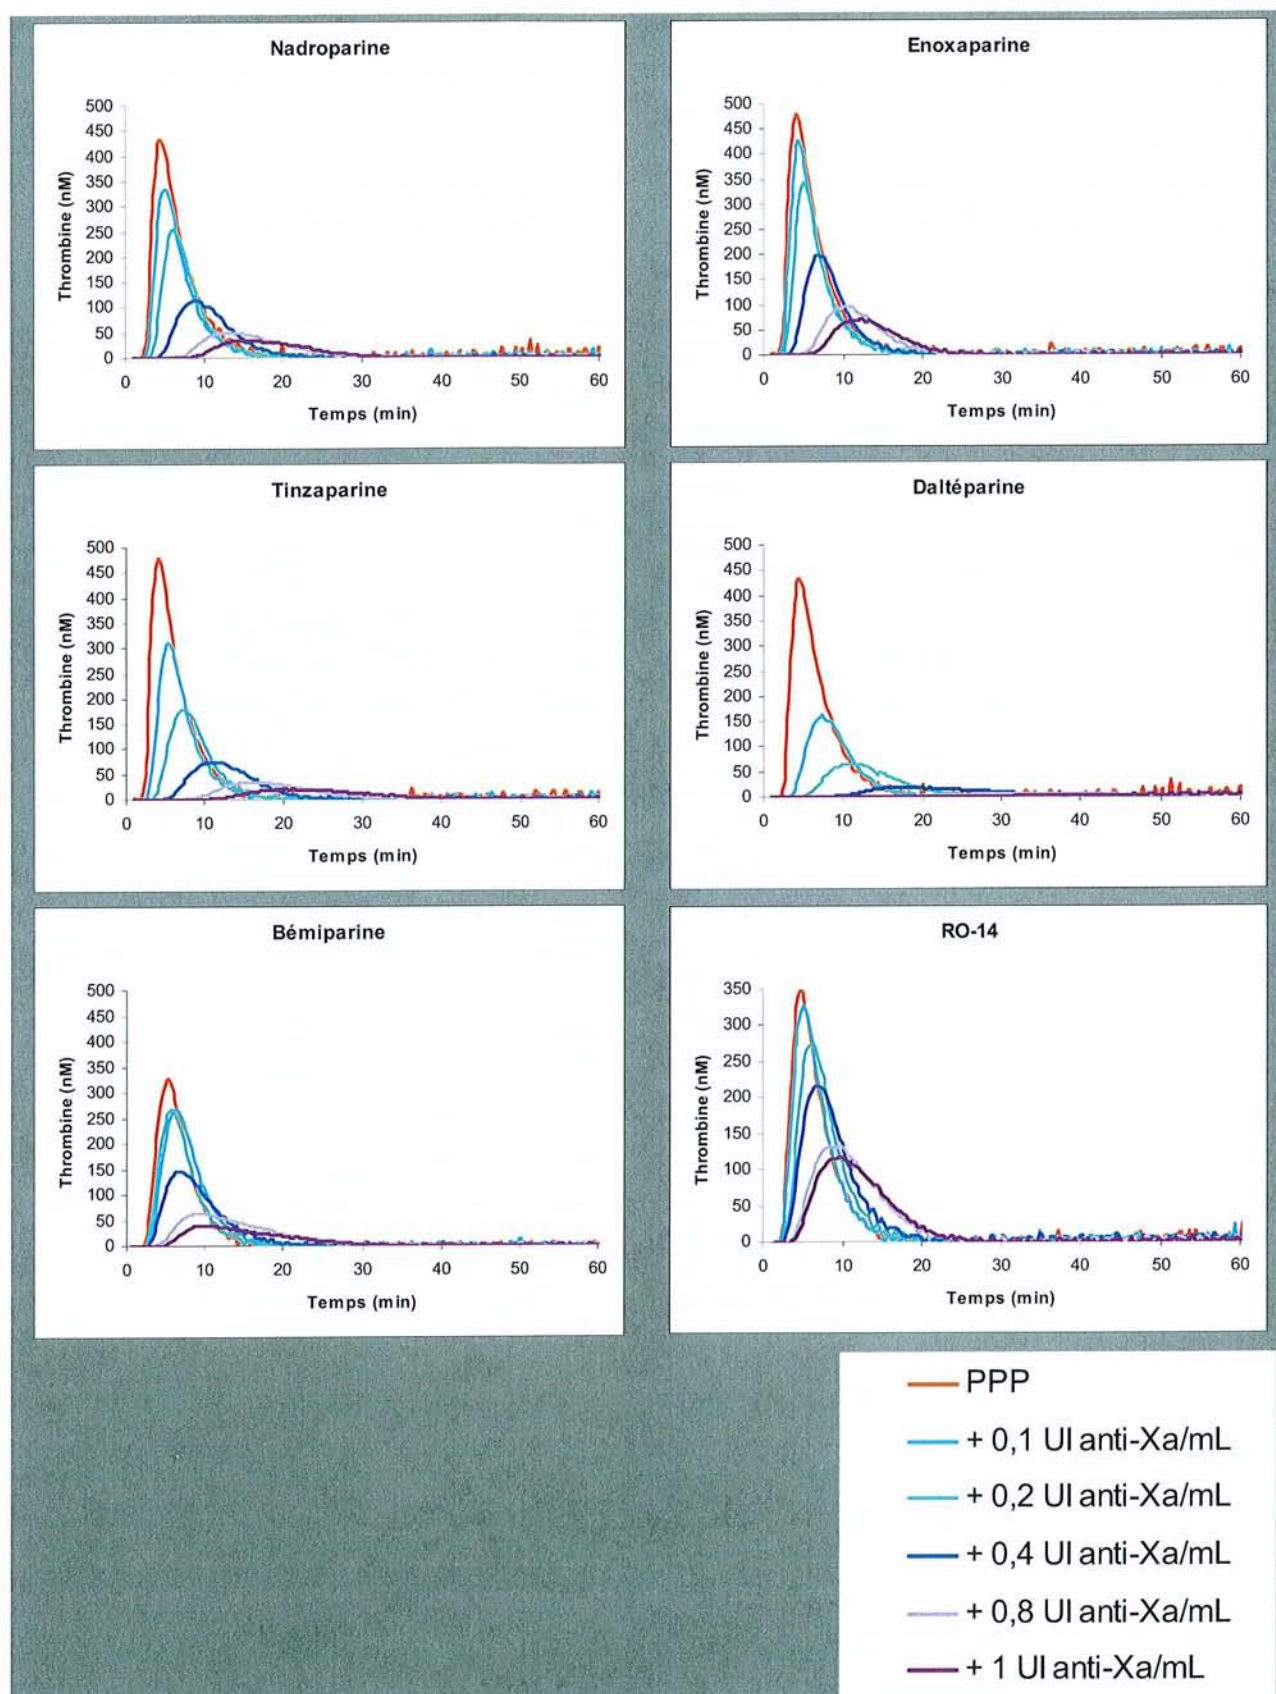 Nadroparine
500
450
400
350
300
250
200
150
100
50
0
Thrombine (nM)
0 10 20 30 40 50 60
Temps (min)
Enoxaparine
500
450
400
350
300
250
200
150
100
50
0
Thrombine (nM)
0 10 20 30 40 50 60
Temps (min)
Tinzaparine
500
450
400
350
300
250
200
150
100
50
0
Thrombine (nM)
0 10 20 30 40 50 60
Temps (min)
Daltéparine
500
450
400
350
300
250
200
150
100
50
0
Thrombine (nM)
0 10 20 30 40 50 60
Temps (min)
Bémiparine
500
450
400
350
300
250
200
150
100
50
0
Thrombine (nM)
0 10 20 30 40 50 60
Temps (min)
RO-14
350
300
250
200
150
100
50
0
Thrombine (nM)
0 10 20 30 40 50 60
Temps (min)
PPP
+ 0,1 UI anti-Xa/mL
+ 0,2 UI anti-Xa/mL
+ 0,4 UI anti-Xa/mL
+ 0,8 UI anti-Xa/mL
+ 1 UI anti-Xa/mL